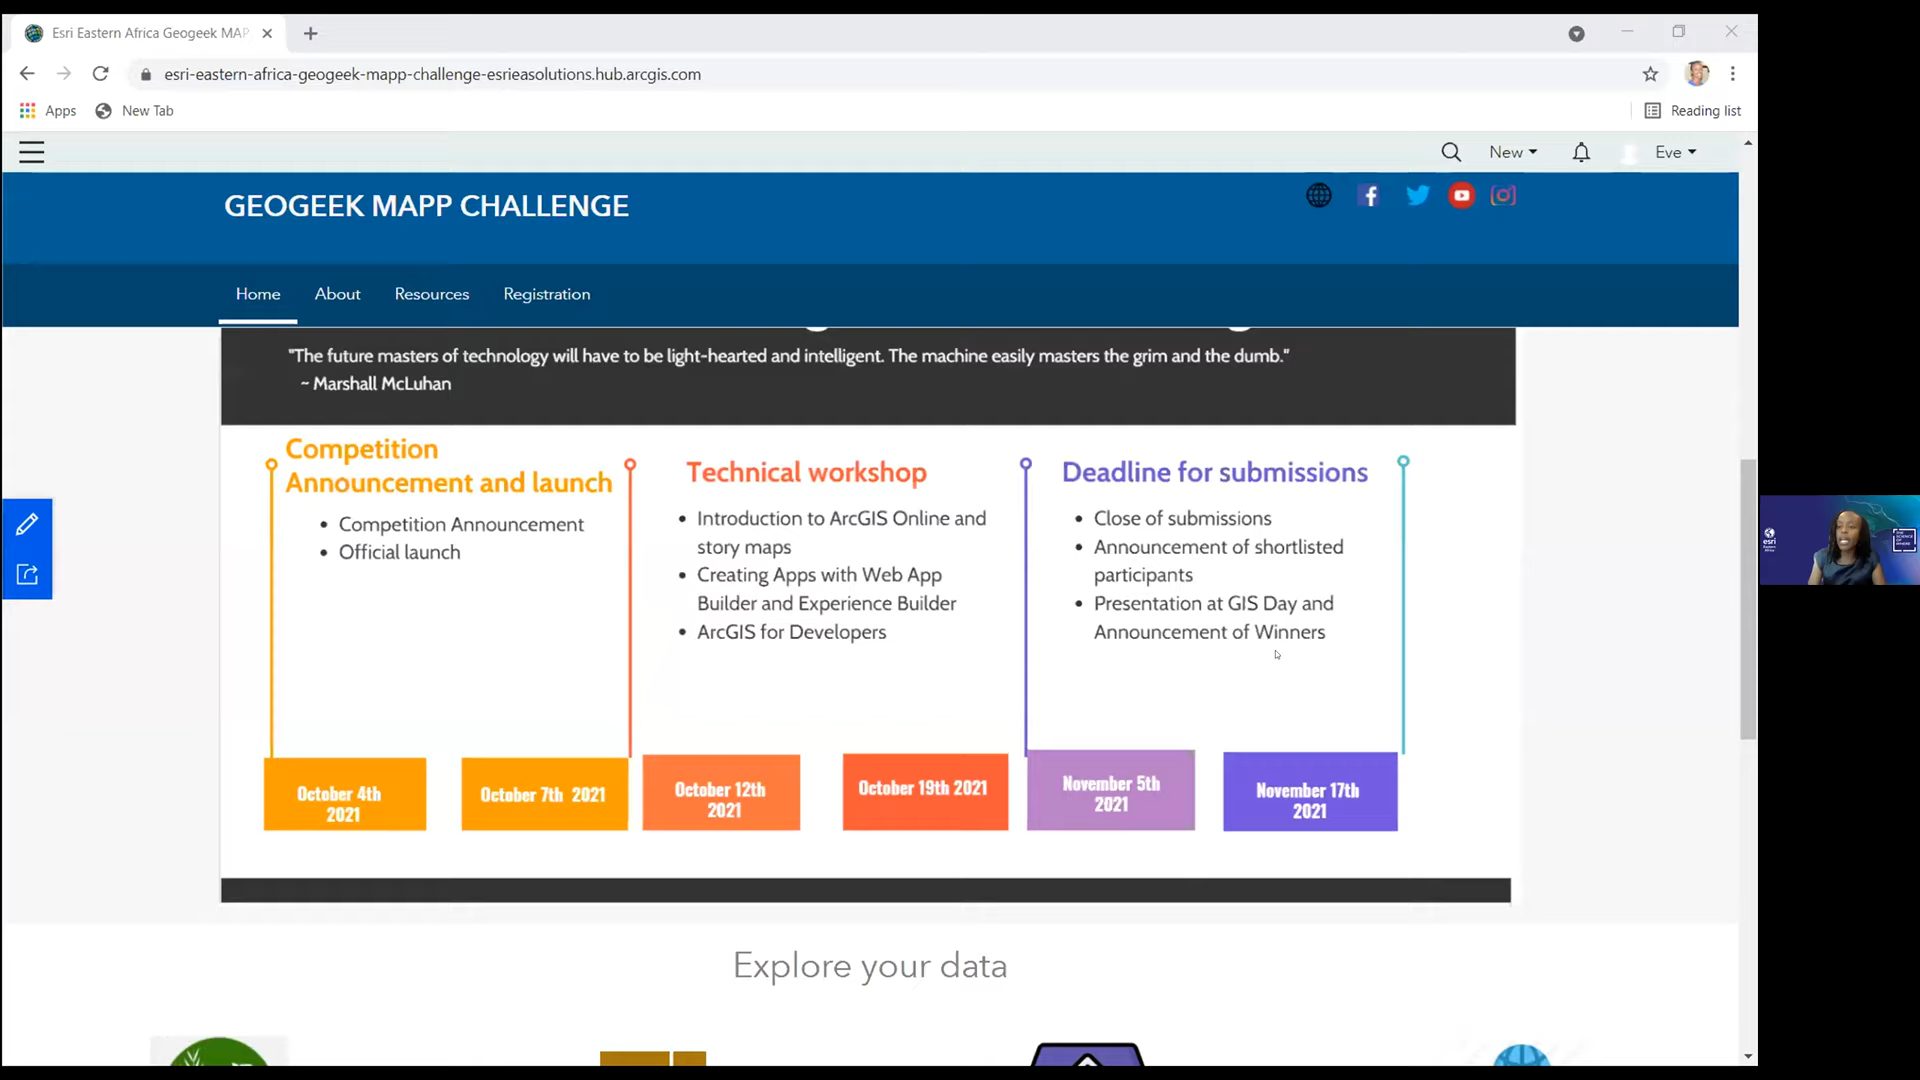 Esri Eastern Africa Geogeek MAP
esri-eastern-africa-geogeek-mapp-challenge-esrieasolutions.hub.arcgis.com
Apps
New Tab
Reading list
New
Eve
GEOGEEK MAPP CHALLENGE
Home
About
Resources
Registration
"The future masters of technology will have to be light-hearted and intelligent. The machine easily masters the grim and the dumb."
~ Marshall McLuhan
Competition
Announcement and launch
• Competition Announcement
• Official launch
Technical workshop
• Introduction to ArcGIS Online and
story maps
• Creating Apps with Web App
Builder and Experience Builder
• ArcGIS for Developers
Deadline for submissions
• Close of submissions
• Announcement of shortlisted
participants
• Presentation at GIS Day and
Announcement of Winners
October 4th
2021
October 7th 2021
October 12th
2021
October 19th 2021
November 5th
2021
November 17th
2021
Explore your data
esri